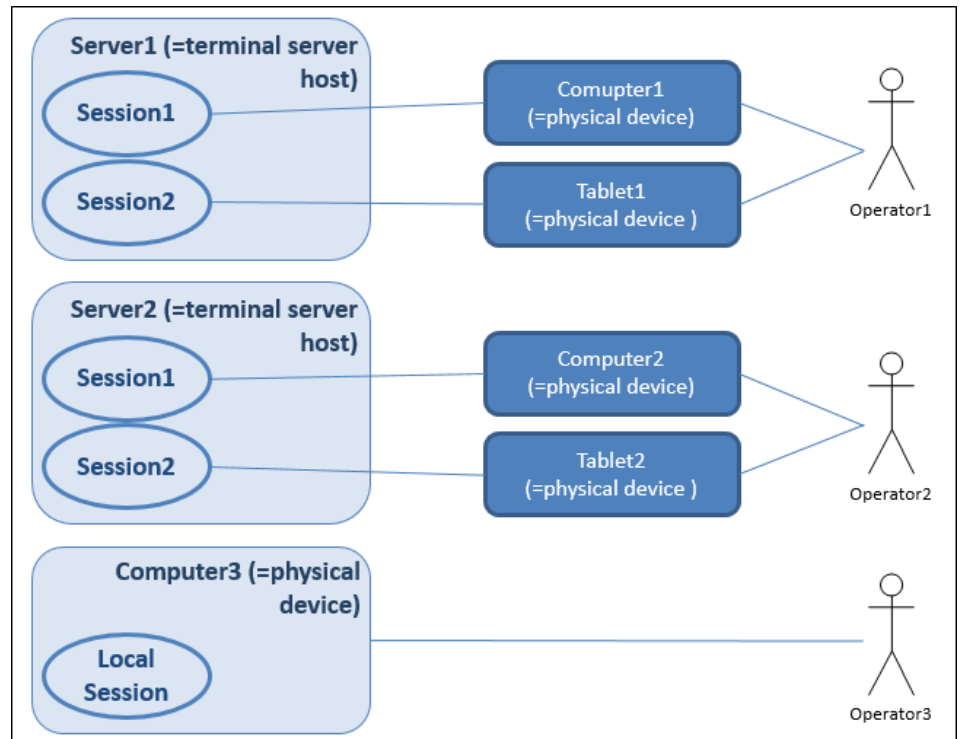 Server1 (=terminal server
host)
Session1
Session2
Comupter1
(=physical device)
Tablet1
(=physical device )
Operator1
Server2 (=terminal server
host)
Session1
Session2
Computer2
(=physical device)
Tablet2
(=physical device )
Operator2
Computer3 (=physical
device)
Local
Session
Operator3